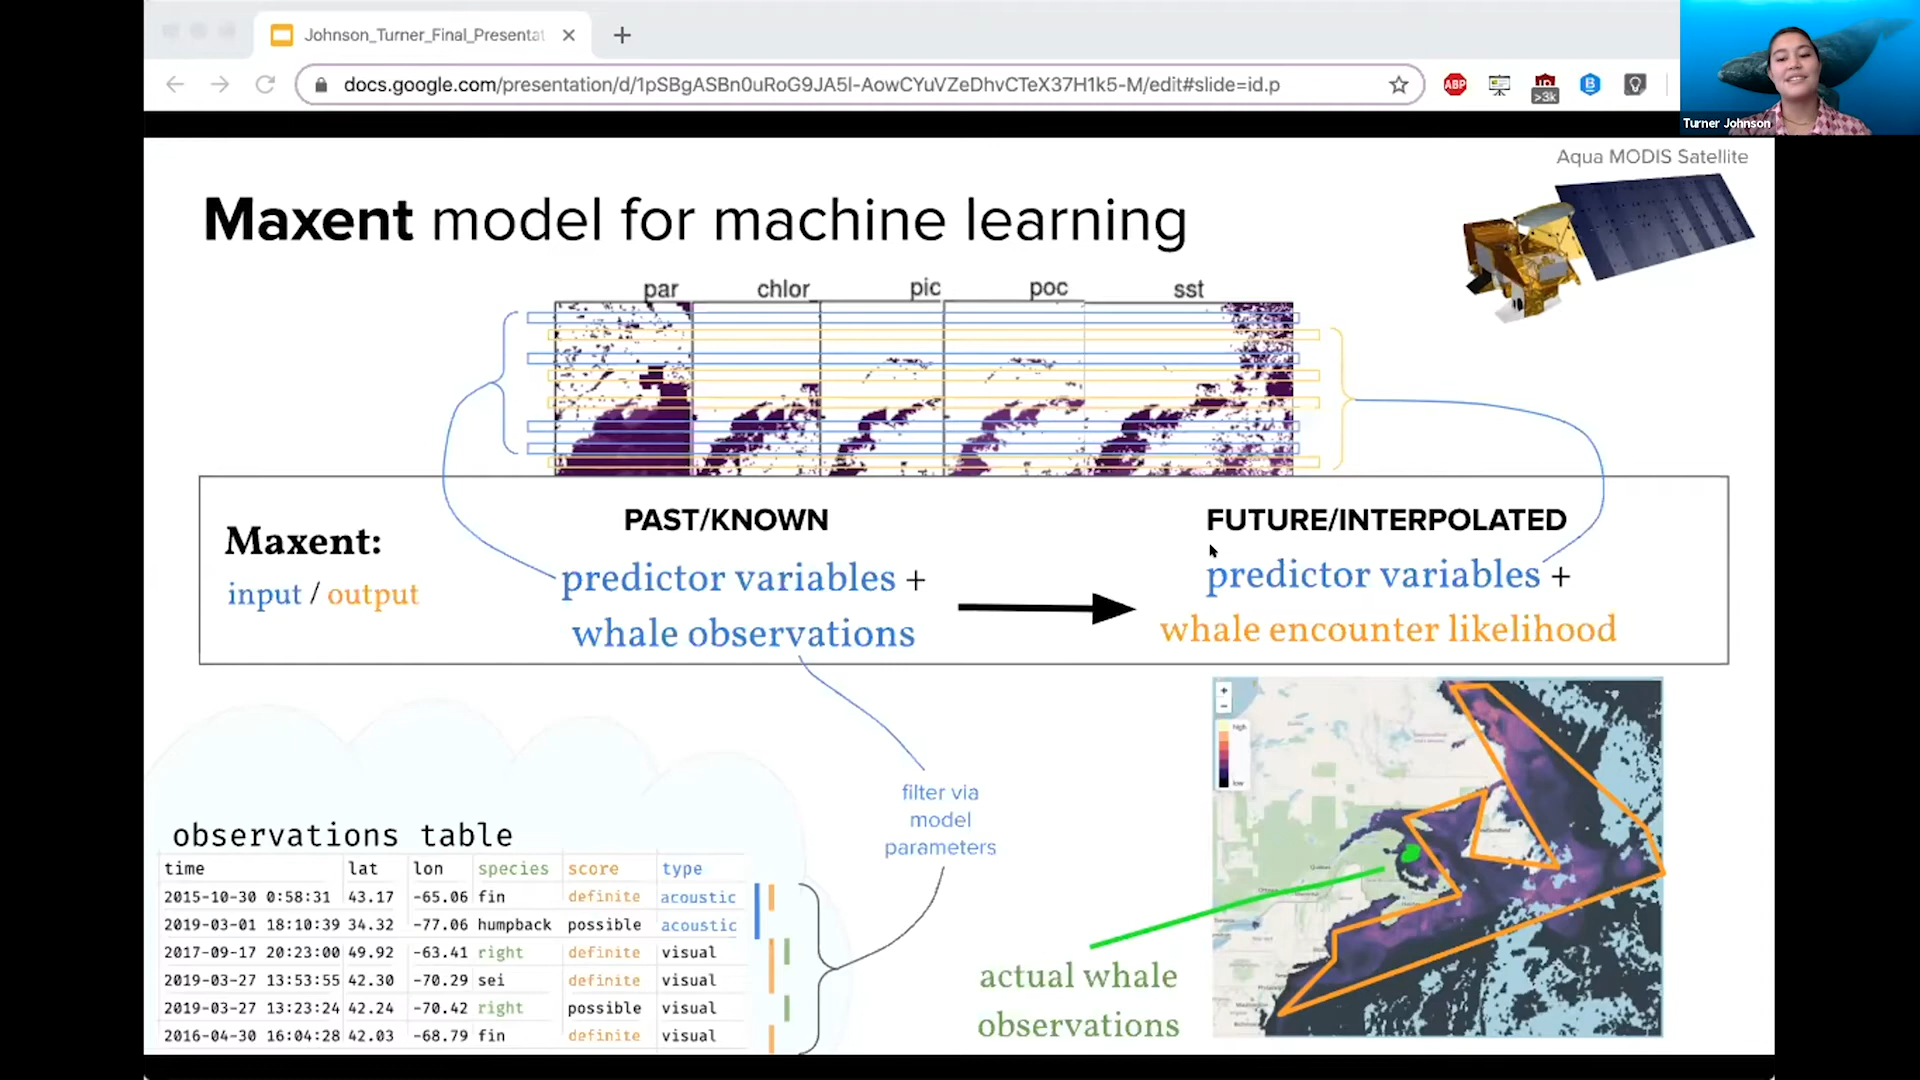 Johnson_Turner_Final_Presentat
docs.google.com/presentation/d/1pSBgASBn0uRoG9JA5l-AowCYuVZeDhvCTeX37H1k5-M/edit#slide=id.p
ABP
>3k
B
Turner Johnson
Aqua MODIS Satellite
Maxent model for machine learning
par chlor pic poc sst
Maxent:
input / output
PAST/KNOWN
predictor variables +
whale observations
FUTURE/INTERPOLATED
predictor variables +
whale encounter likelihood
filter via
model
parameters
observations table
time lat lon species score type
2015-10-30 0:58:31 43.17 -65.06 fin definite acoustic
2019-03-01 18:10:39 34.32 -77.06 humpback possible acoustic
2017-09-17 20:23:00 49.92 -63.41 right definite visual
2019-03-27 13:53:55 42.30 -70.29 sei definite visual
2019-03-27 13:23:24 42.24 -70.42 right possible visual
2016-04-30 16:04:28 42.03 -68.79 fin definite visual
actual whale
observations
high
low